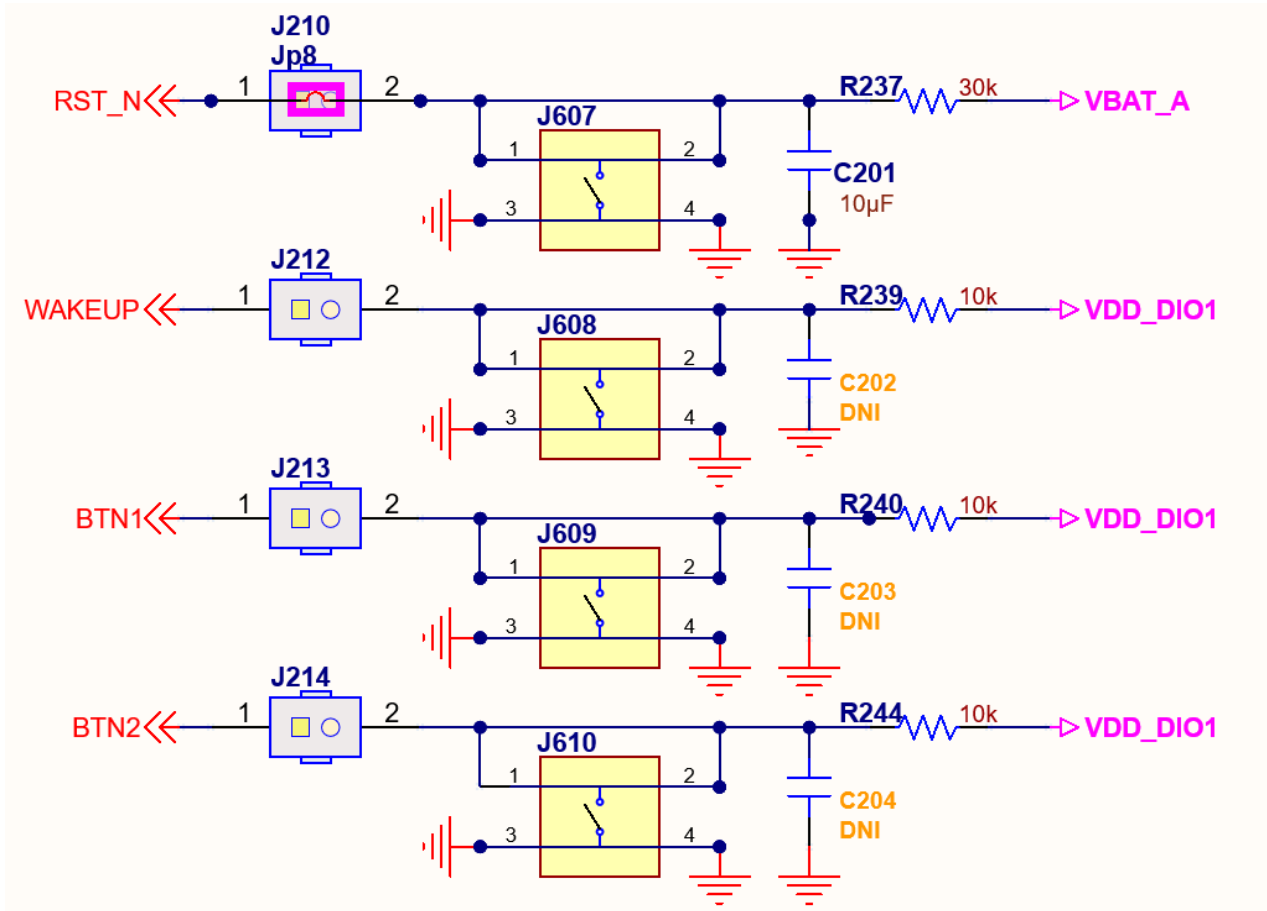 J210
Jp8
RST_N 1 2 R237 30k VBAT_A
J607
1 2
C201
10µF
3 4
J212
WAKEUP 1 2 R239 10k VDD_DIO1
J608
1 2
C202
DNI
3 4
J213
BTN1 1 2 R240 10k VDD_DIO1
J609
1 2
C203
DNI
3 4
J214
BTN2 1 2 R244 10k VDD_DIO1
J610
1 2
C204
DNI
3 4